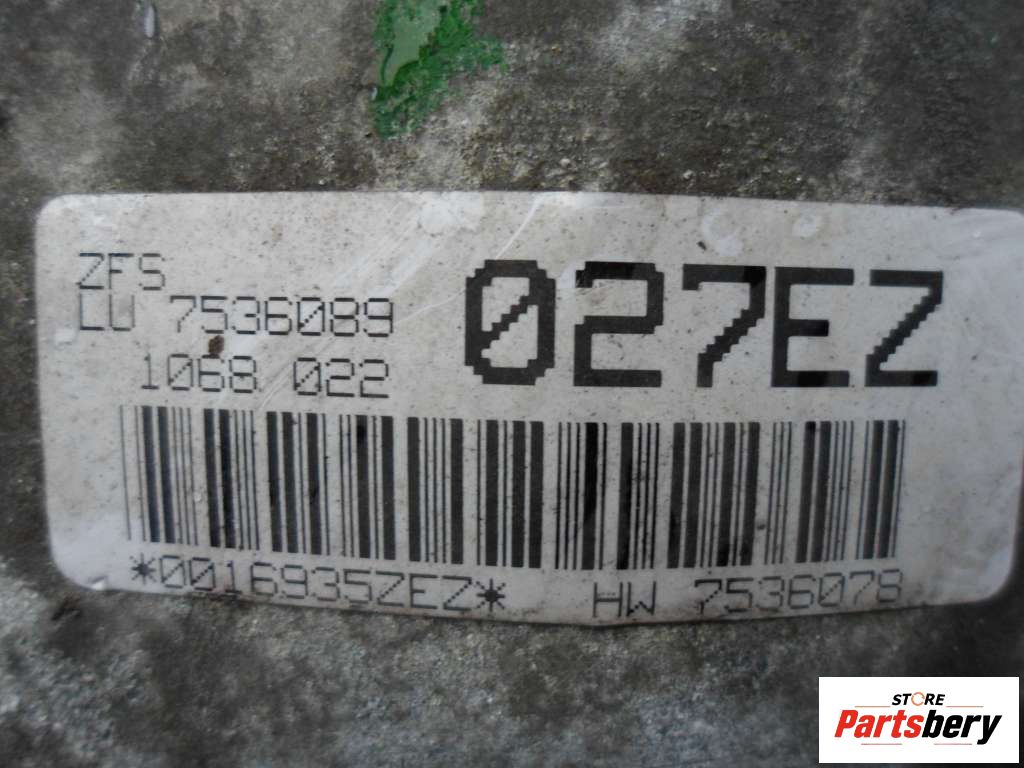 ZFS
LU 7536089
1068 022
027EZ
*0016935ZEZ*
HW 7536078
STORE
Partsbery